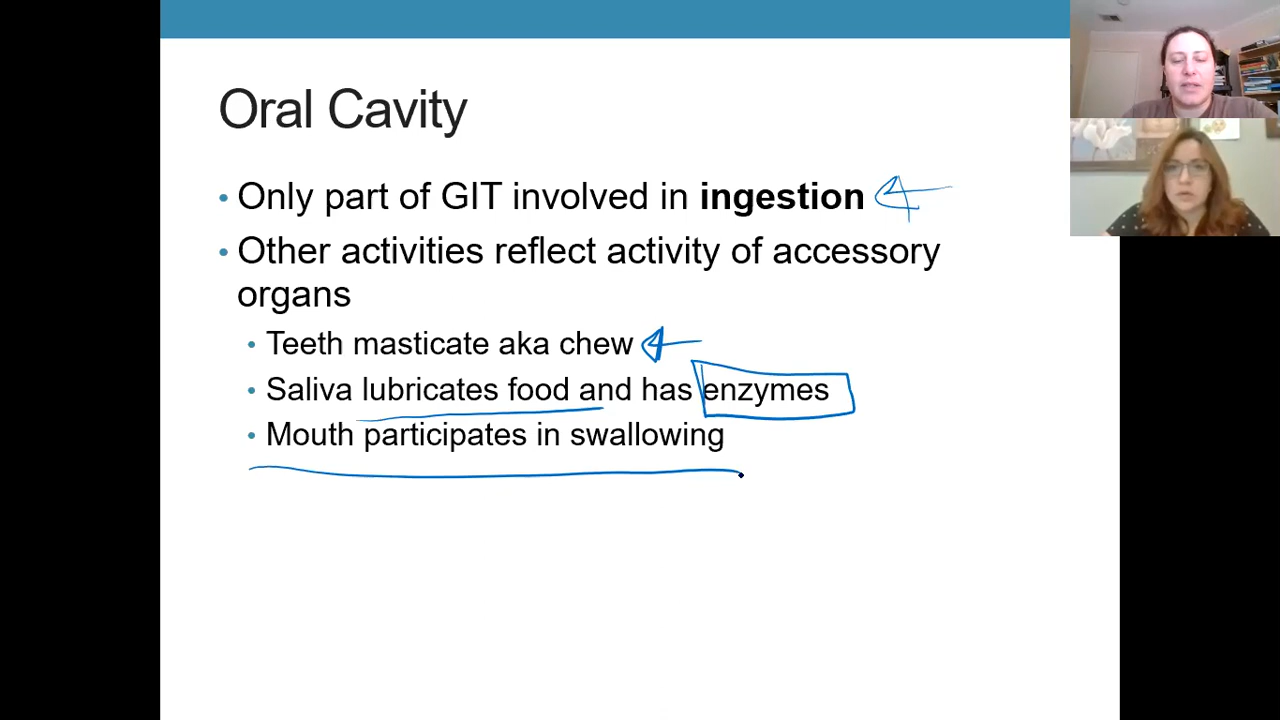 Oral Cavity
• Only part of GIT involved in ingestion
• Other activities reflect activity of accessory
organs
• Teeth masticate aka chew
• Saliva lubricates food and has enzymes
• Mouth participates in swallowing